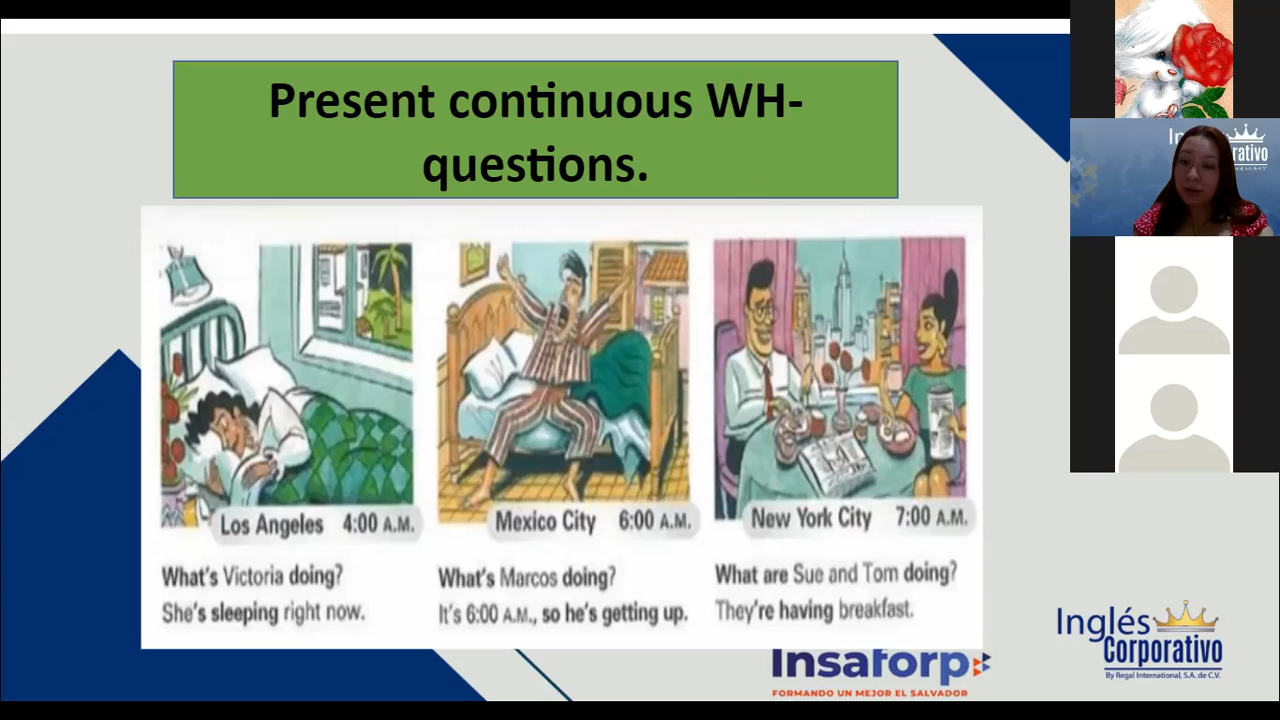 Present continuous WH-
questions.
Los Angeles 4:00 A.M.
Mexico City 6:00 A.M.
New York City 7:00 A.M.
What's Victoria doing?
She's sleeping right now.
What's Marcos doing?
It's 6:00 A.M., so he's getting up.
What are Sue and Tom doing?
They're having breakfast.
Insaforp
FORMANDO UN MEJOR EL SALVADOR
Inglés
Corporativo
By Regal International, S.A. de C.V.